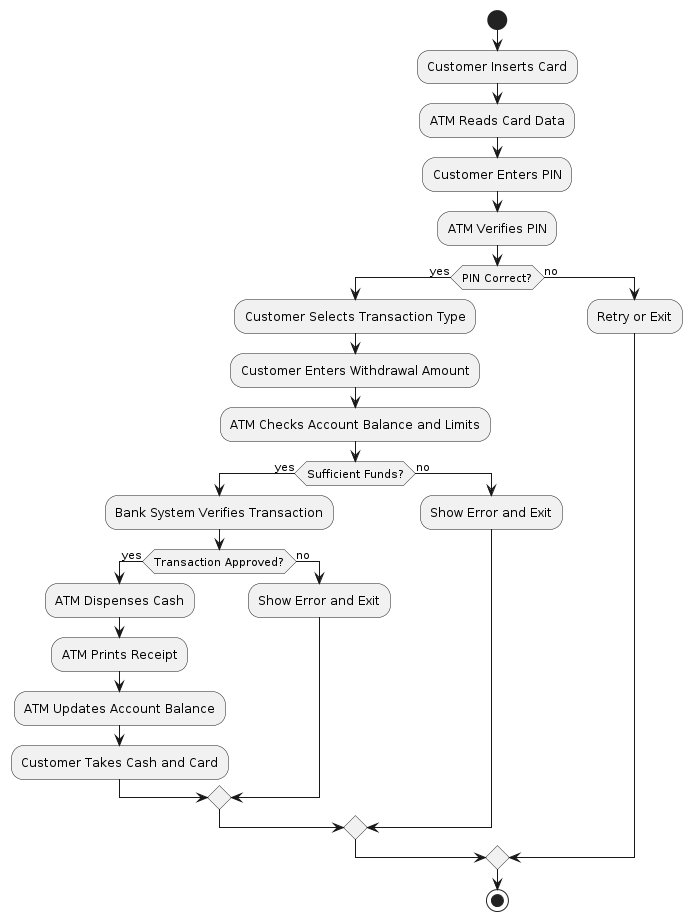 Customer Inserts Card
ATM Reads Card Data
Customer Enters PIN
ATM Verifies PIN
yes
PIN Correct?
no
Customer Selects Transaction Type
Retry or Exit
Customer Enters Withdrawal Amount
ATM Checks Account Balance and Limits
yes
Sufficient Funds?
no
Bank System Verifies Transaction
Show Error and Exit
yes
Transaction Approved?
no
ATM Dispenses Cash
Show Error and Exit
ATM Prints Receipt
ATM Updates Account Balance
Customer Takes Cash and Card